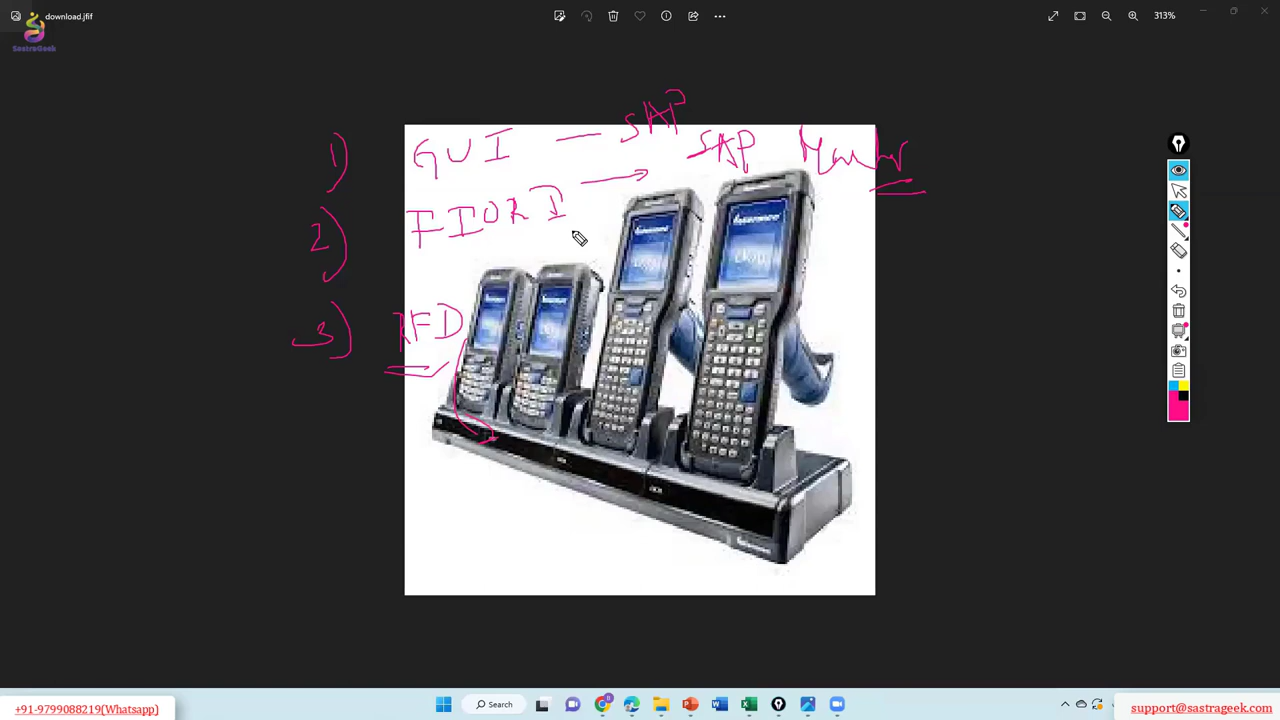 download.jfif
313%
SastraGeek
1) GUI — SAP
2) FIORI → SAP
3) RFD
Search
+91-9799088219(Whatsapp)
support@sastrageek.com